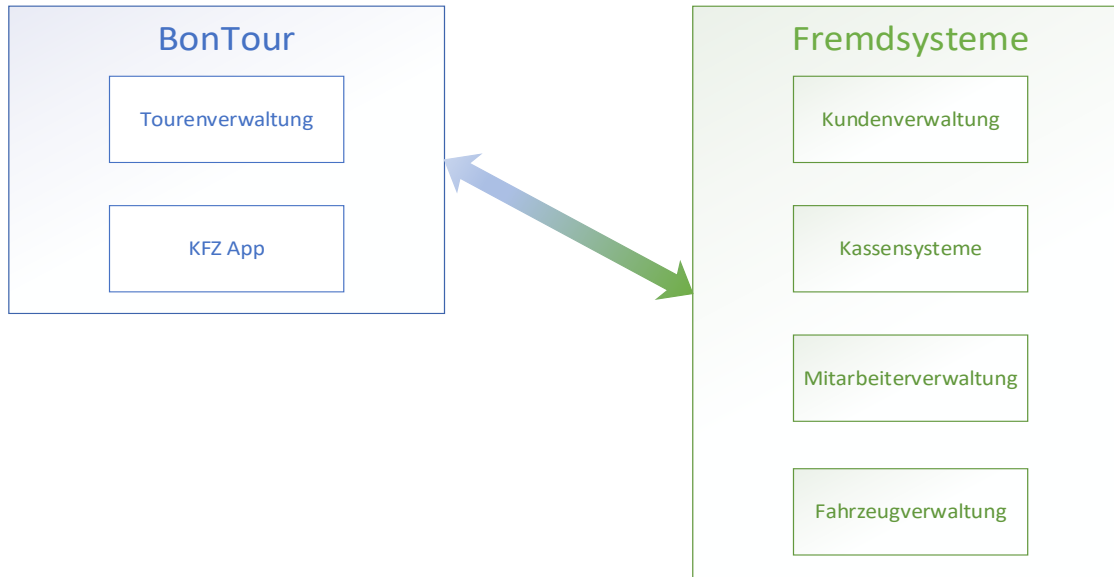 BonTour
Tourenverwaltung
KFZ App
Fremdsysteme
Kundenverwaltung
Kassensysteme
Mitarbeiterverwaltung
Fahrzeugverwaltung